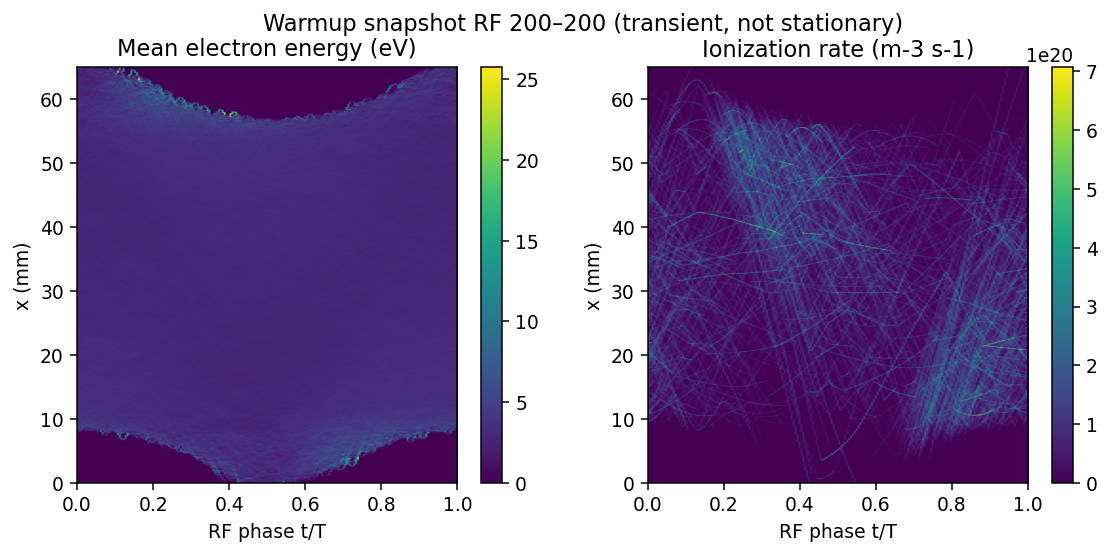 Warmup snapshot RF 200–200 (transient, not stationary)
Mean electron energy (eV)
Ionization rate (m-3 s-1)
1e20
x (mm)
60
50
40
30
20
10
0
0.0 0.2 0.4 0.6 0.8 1.0
RF phase t/T
25
20
15
10
5
0
x (mm)
60
50
40
30
20
10
0
0.0 0.2 0.4 0.6 0.8 1.0
RF phase t/T
7
6
5
4
3
2
1
0